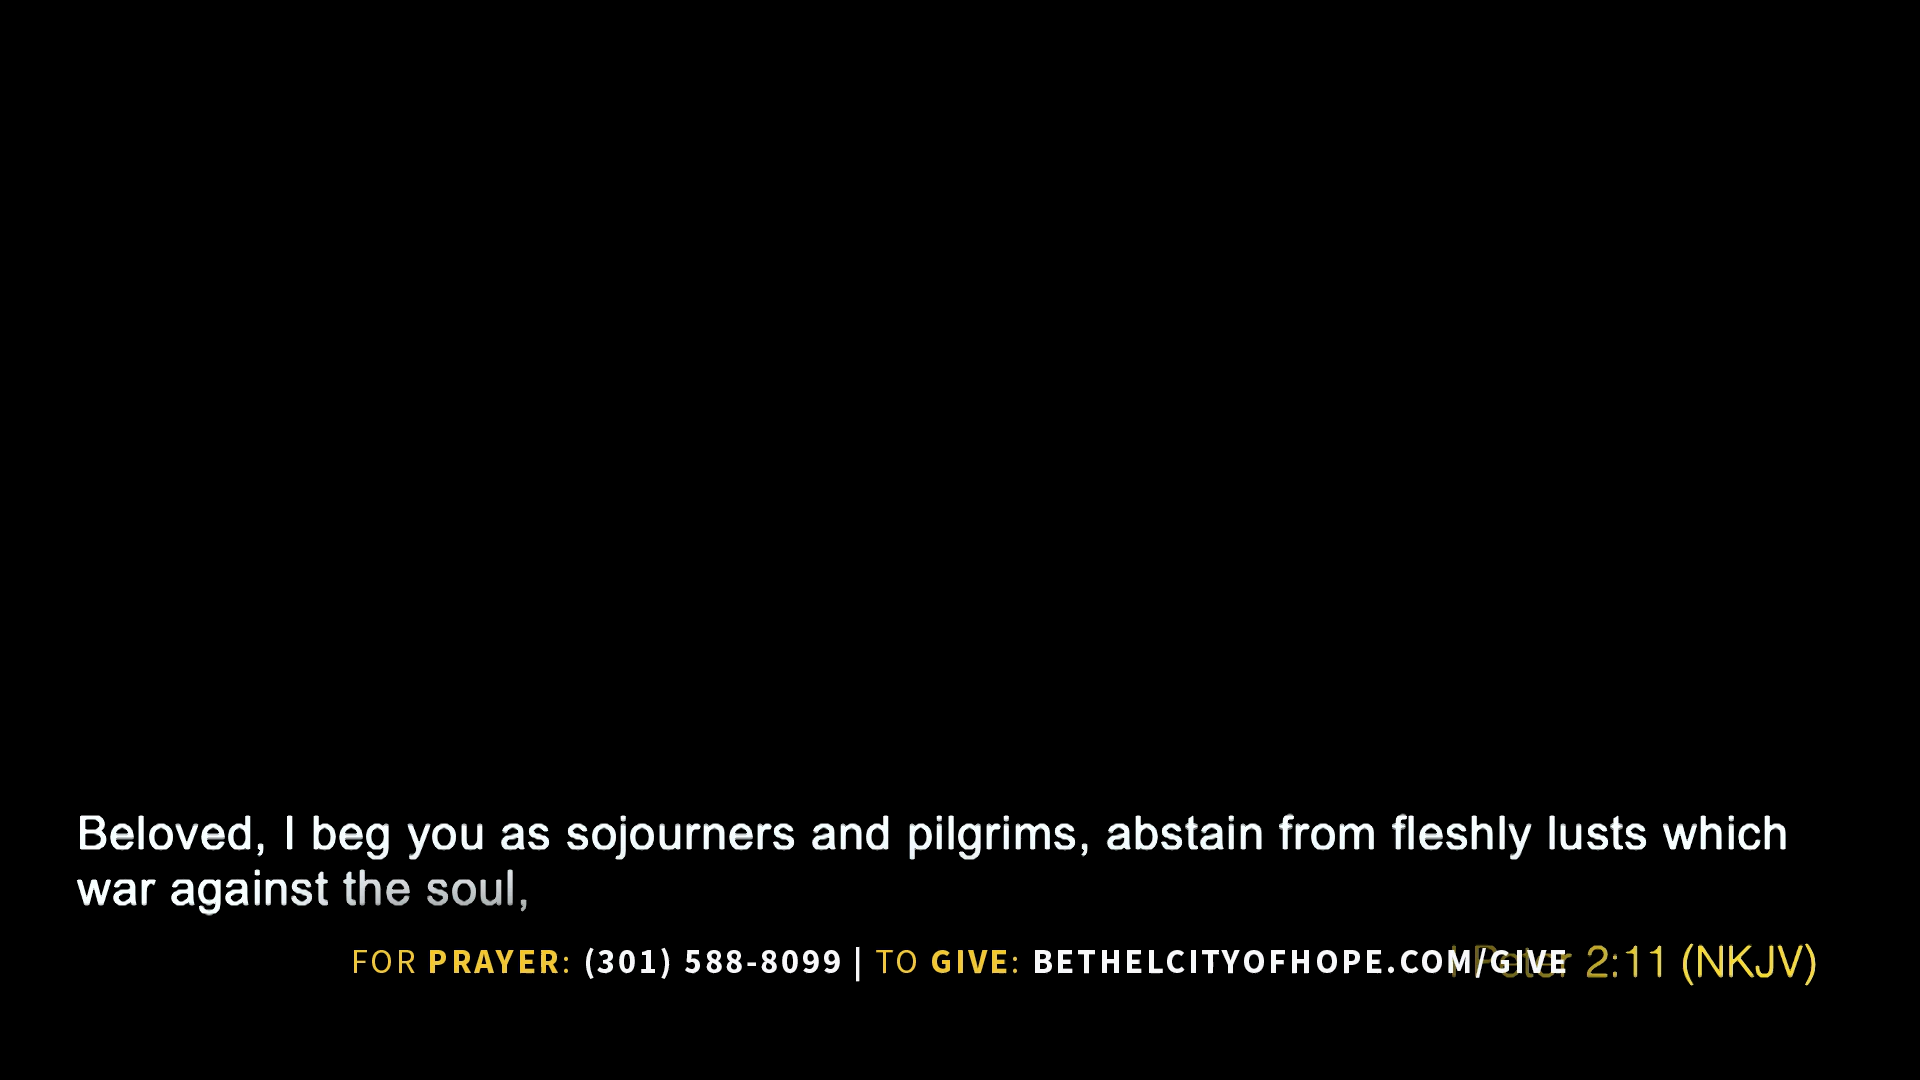 Beloved, I beg you as sojourners and pilgrims, abstain from fleshly lusts which
war against the soul,
FOR PRAYER: (301) 588-8099 | TO GIVE: BETHELCITYOFHOPE.COM/GIVE
I Peter 2:11 (NKJV)